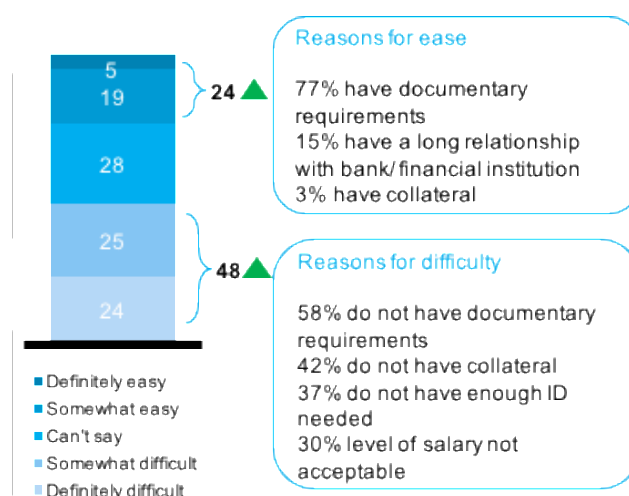 5
19
28
25
24
24
48
Reasons for ease
77% have documentary
requirements
15% have a long relationship
with bank/financial institution
3% have collateral
Reasons for difficulty
58% do not have documentary
requirements
42% do not have collateral
37% do not have enough ID
needed
30% level of salary not
acceptable
Definitely easy
Somewhat easy
Can't say
Somewhat difficult
Definitely difficult